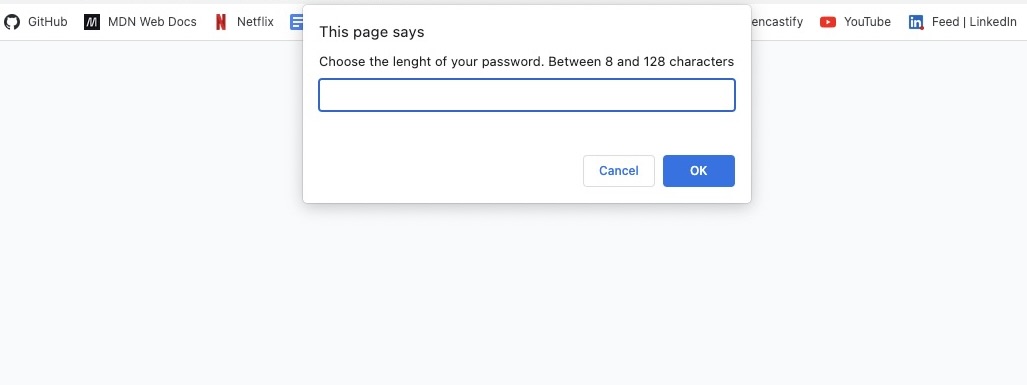 GitHub MDN Web Docs Netflix encastify YouTube Feed | LinkedIn
This page says
Choose the lenght of your password. Between 8 and 128 characters
Cancel OK